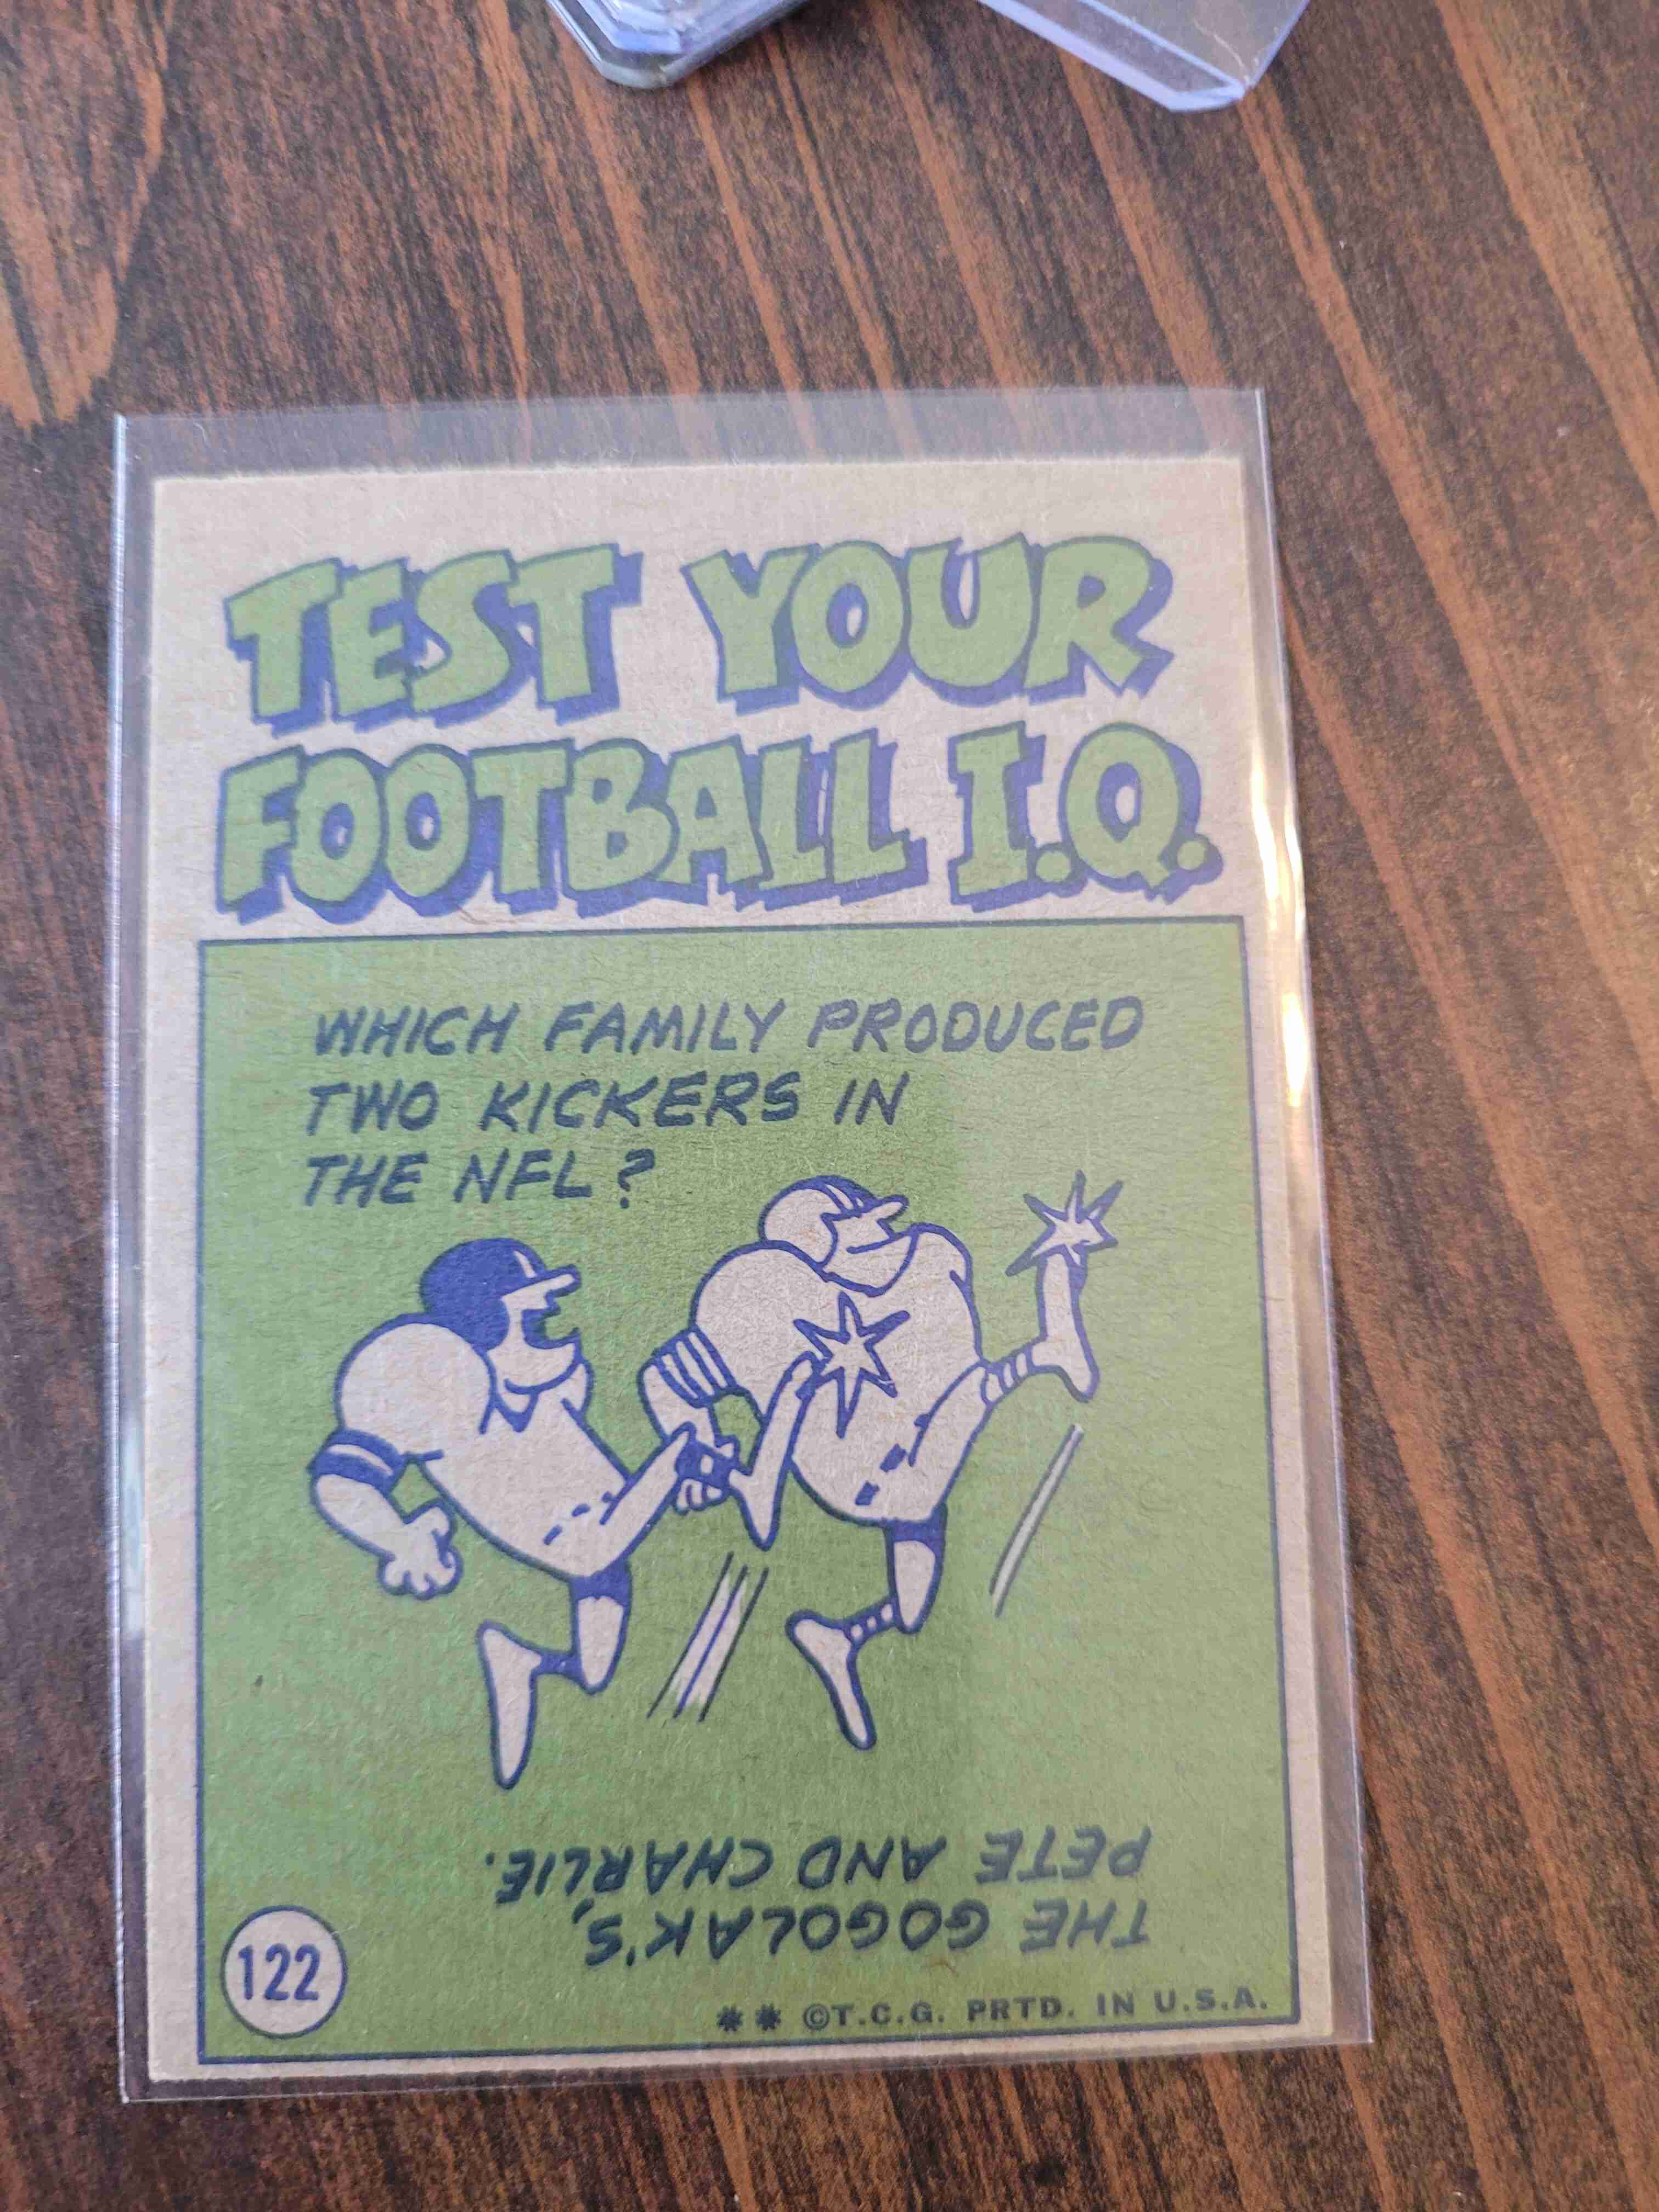 TEST YOUR
FOOTBALL I.Q.
WHICH FAMILY PRODUCED
TWO KICKERS IN
THE NFL?
THE GOGOLAK'S,
PETE AND CHARLIE.
122
** ©T.C.G. PRTD. IN U.S.A.